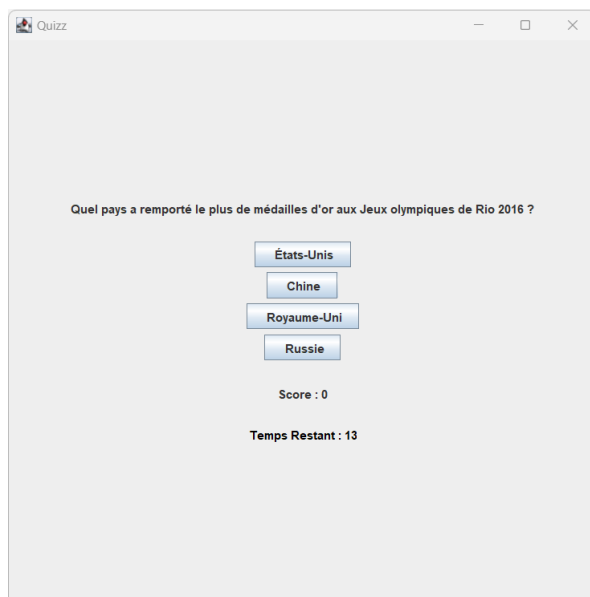 Quizz
Quel pays a remporté le plus de médailles d'or aux Jeux olympiques de Rio 2016 ?
États-Unis
Chine
Royaume-Uni
Russie
Score : 0
Temps Restant : 13